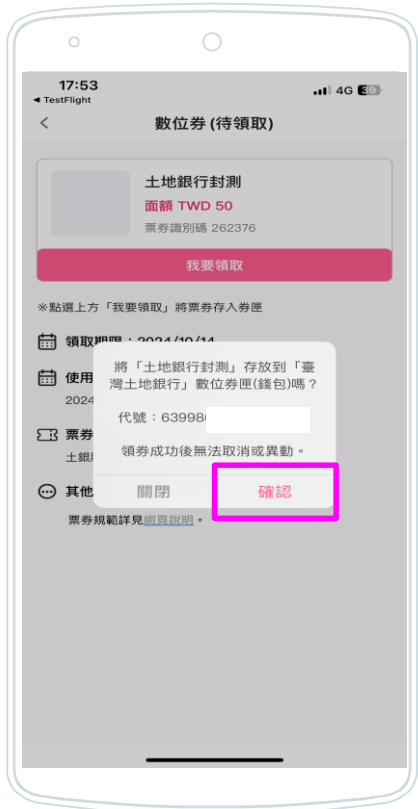 17:53
4G 39
◀ TestFlight
數位券 (待領取)
土地銀行封測
面額 TWD 50
票券識別碼 262376
我要領取
※點選上方「我要領取」將票券存入券匣
領取期限：2024/10/14
將「土地銀行封測」存放到「臺
灣土地銀行」數位券匣(錢包)嗎？
代號：63998
領券成功後無法取消或異動。
關閉
確認
使用
2024
票券
土銀
其他
票券規範詳見網頁說明。